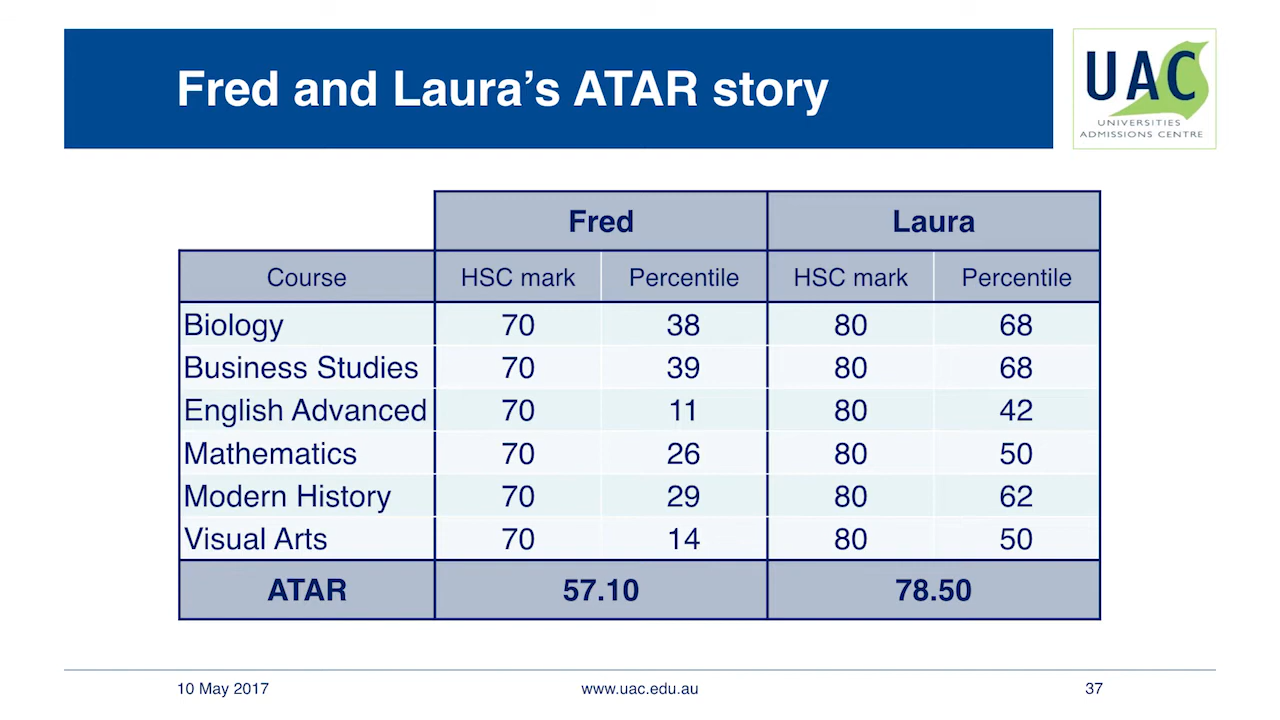 Fred and Laura’s ATAR story
UAC
UNIVERSITIES
ADMISSIONS CENTRE
Fred Laura
Course HSC mark Percentile HSC mark Percentile
Biology 70 38 80 68
Business Studies 70 39 80 68
English Advanced 70 11 80 42
Mathematics 70 26 80 50
Modern History 70 29 80 62
Visual Arts 70 14 80 50
ATAR 57.10 78.50
10 May 2017 www.uac.edu.au 37